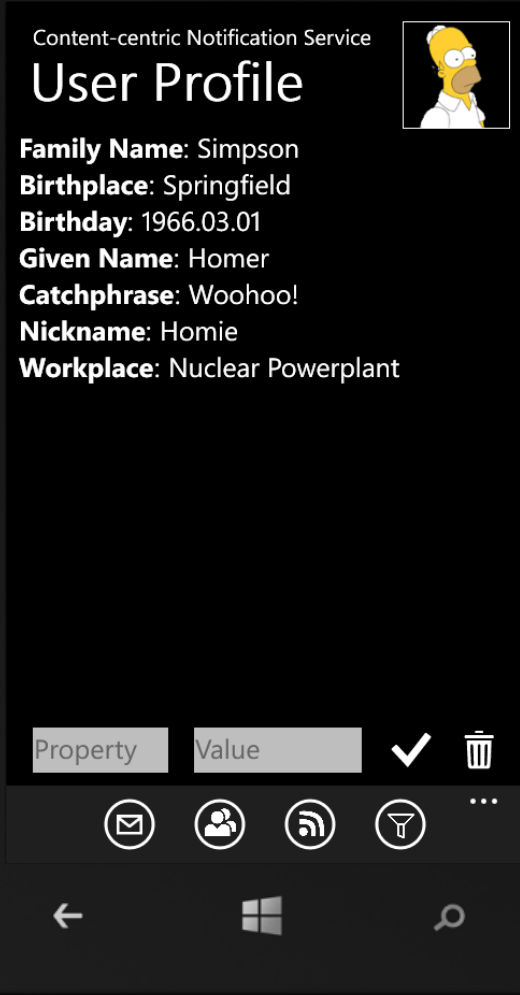 Content-centric Notification Service
User Profile
Family Name: Simpson
Birthplace: Springfield
Birthday: 1966.03.01
Given Name: Homer
Catchphrase: Woohoo!
Nickname: Homie
Workplace: Nuclear Powerplant
Property
Value